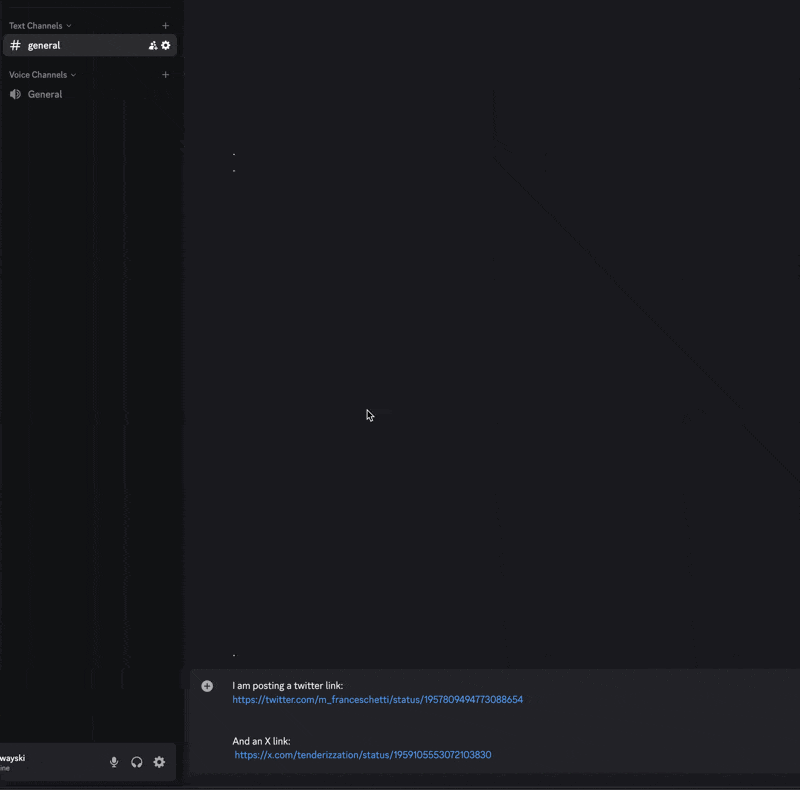 Text Channels
general
Voice Channels
General
.
.
.
I am posting a twitter link:
https://twitter.com/m_franceschetti/status/1957809494773088654
And an X link:
https://x.com/tenderizzation/status/1959105553072103830
wayski
ine